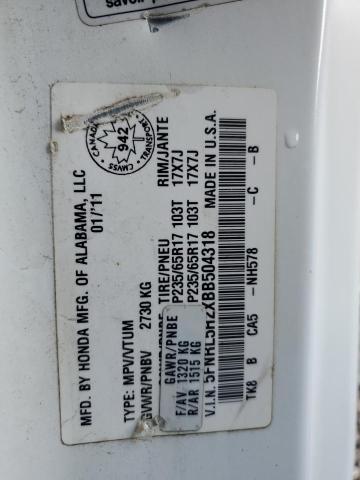 MFD. BY HONDA MFG. OF ALABAMA, LLC
01/'11
CANADA
942
TRANSPORT
CMVSS
TYPE: MPV/VTUM
GVWR/PNBV 2730 KG
TIRE/PNEU RIM/JANTE
GAWR/PNBE
F/AV 1320 KG P235/65R17 103T 17X7J
R/AR 1515 KG P235/65R17 103T 17X7J
V.I.N. 5FNRL5H2XBB504318 MADE IN U.S.A.
TK8 B CA5 -NH578 -C -B